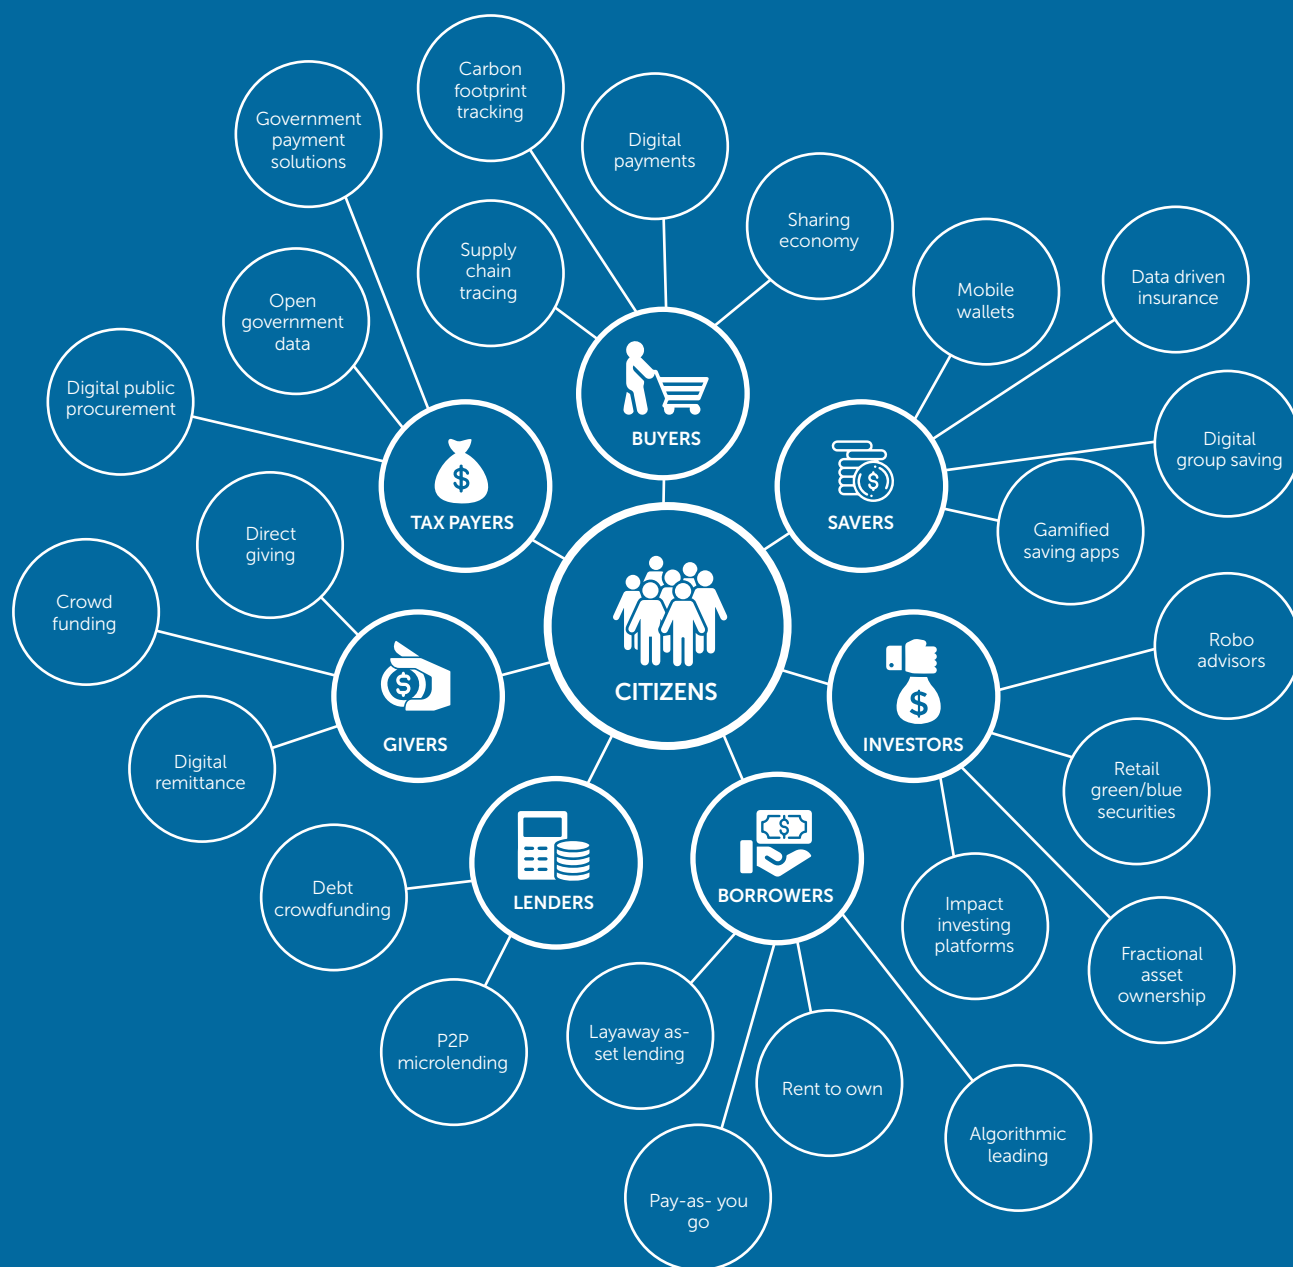 Carbon
footprint
tracking
Government
payment
solutions
Digital
payments
Sharing
economy
Supply
chain
tracing
Mobile
wallets
Data driven
insurance
Open
government
data
Digital public
procurement
BUYERS
Digital
group saving
TAX PAYERS
SAVERS
Gamified
saving apps
Direct
giving
Crowd
funding
CITIZENS
Robo
advisors
GIVERS
INVESTORS
Digital
remittance
Retail
green/blue
securities
Debt
crowdfunding
LENDERS
BORROWERS
Impact
investing
platforms
Fractional
asset
ownership
P2P
microlending
Layaway as-
set lending
Rent to own
Algorithmic
leading
Pay-as- you
go
$
$
$
$
$
$